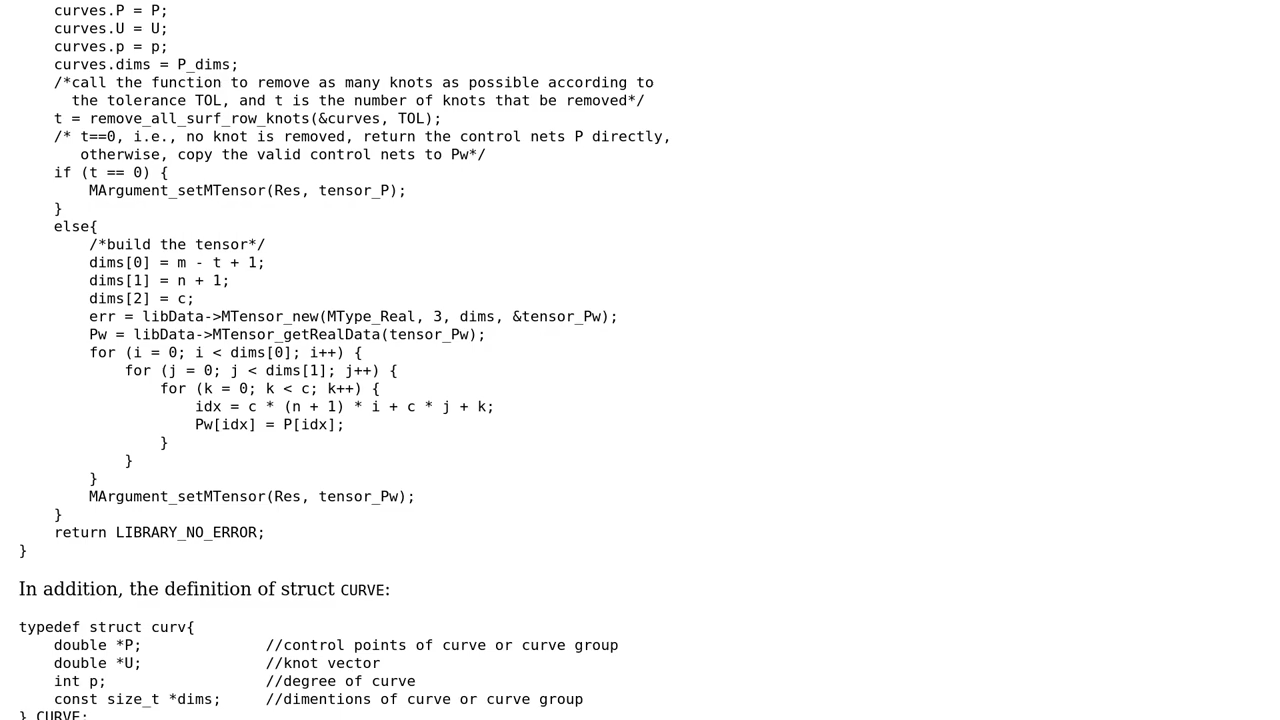 curves.P = P;
curves.U = U;
curves.p = p;
curves.dims = P_dims;
/*call the function to remove as many knots as possible according to
the tolerance TOL, and t is the number of knots that be removed*/
t = remove_all_surf_row_knots(&curves, TOL);
/* t==0, i.e., no knot is removed, return the control nets P directly,
otherwise, copy the valid control nets to Pw*/
if (t == 0) {
MArgument_setMTensor(Res, tensor_P);
}
else{
/*build the tensor*/
dims[0] = m - t + 1;
dims[1] = n + 1;
dims[2] = c;
err = libData->MTensor_new(MType_Real, 3, dims, &tensor_Pw);
Pw = libData->MTensor_getRealData(tensor_Pw);
for (i = 0; i < dims[0]; i++) {
for (j = 0; j < dims[1]; j++) {
for (k = 0; k < c; k++) {
idx = c * (n + 1) * i + c * j + k;
Pw[idx] = P[idx];
}
}
}
MArgument_setMTensor(Res, tensor_Pw);
}
return LIBRARY_NO_ERROR;
}
In addition, the definition of struct CURVE:
typedef struct curv{
double *P; //control points of curve or curve group
double *U; //knot vector
int p; //degree of curve
const size_t *dims; //dimentions of curve or curve group
} CURVE;